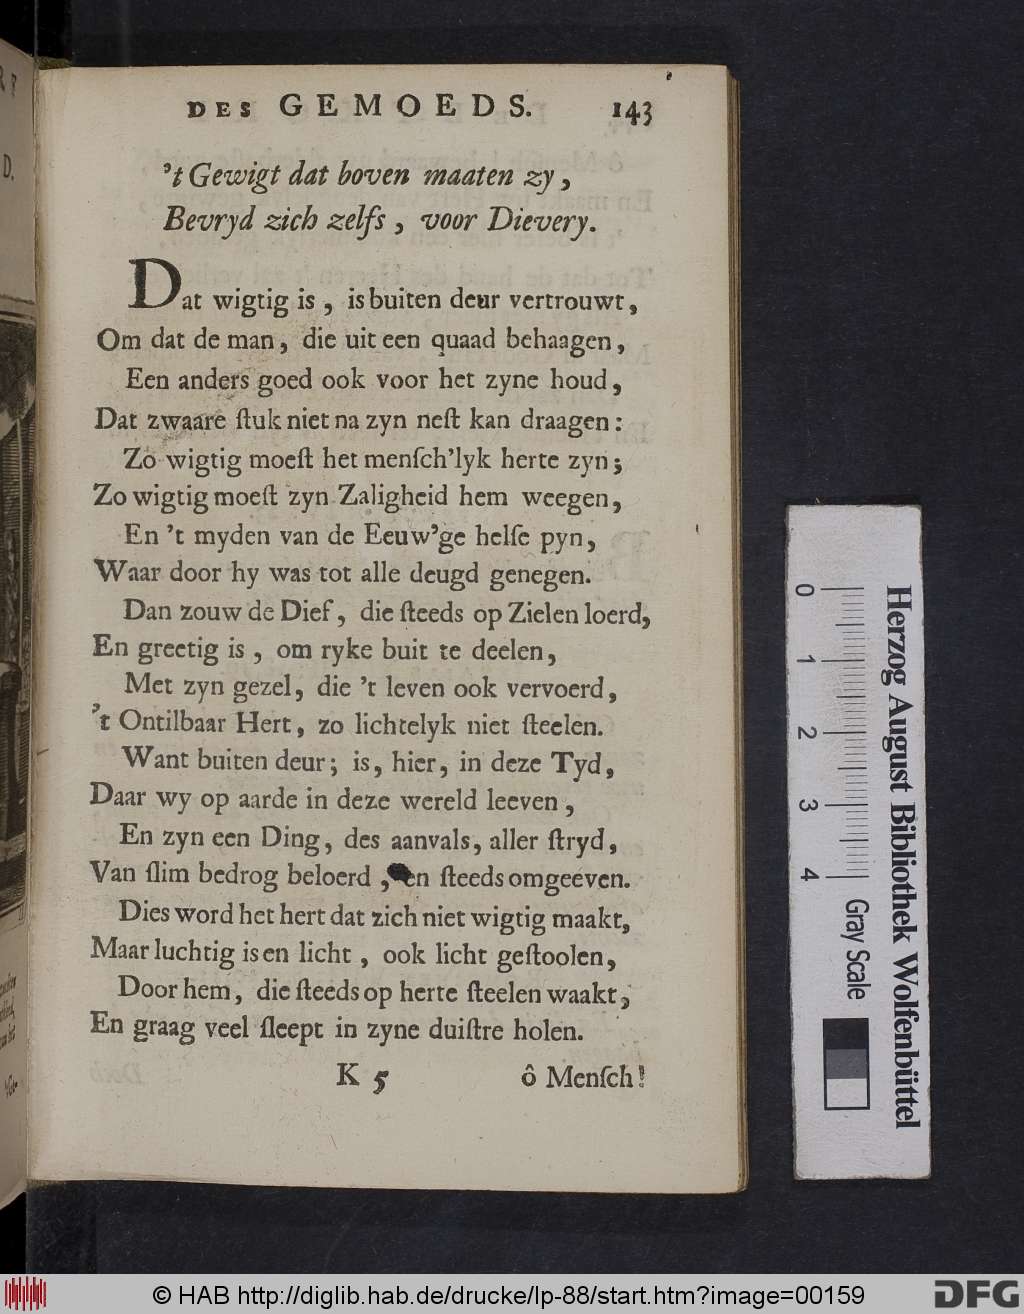 DES GEMOEDS. 143
't Gewigt dat boven maaten zy,
Bevryd zich zelfs, voor Dievery.
Dat wigtig is, is buiten deur vertrouwt,
Om dat de man, die uit een quaad behaagen,
Een anders goed ook voor het zyne houd,
Dat zwaare ſtuk niet na zyn neſt kan draagen:
Zo wigtig moeſt het menſch'lyk herte zyn;
Zo wigtig moeſt zyn Zaligheid hem weegen,
En 't myden van de Eeuw'ge helſe pyn,
Waar door hy was tot alle deugd genegen.
Dan zouw de Dief, die ſteeds op Zielen loerd,
En greetig is, om ryke buit te deelen,
Met zyn gezel, die 't leven ook vervoerd,
't Ontilbaar Hert, zo lichtelyk niet ſteelen.
Want buiten deur; is, hier, in deze Tyd,
Daar wy op aarde in deze wereld leeven,
En zyn een Ding, des aanvals, aller ſtryd,
Van ſlim bedrog beloerd, en ſteeds omgeeven.
Dies word het hert dat zich niet wigtig maakt,
Maar luchtig is en licht, ook licht geſtoolen,
Door hem, die ſteeds op herte ſteelen waakt,
En graag veel ſleept in zyne duiſtre holen.
K 5 ô Menſch!
0 1 2 3 4 Gray Scale
Herzog August Bibliothek Wolfenbüttel
© HAB http://diglib.hab.de/drucke/lp-88/start.htm?image=00159 DFG